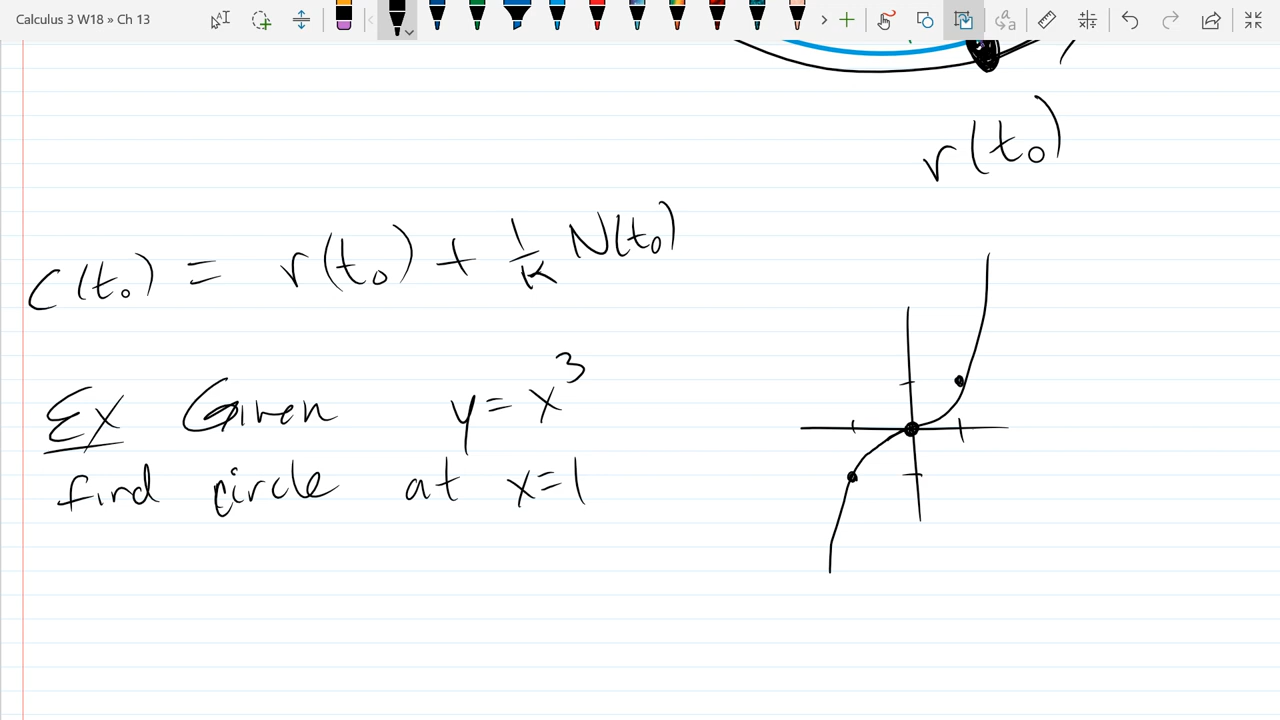 Calculus 3 W18 » Ch 13
r(t₀)
C(t₀) = r(t₀) + 1/K N(t₀)
Ex Given y = x³
find circle at x=1